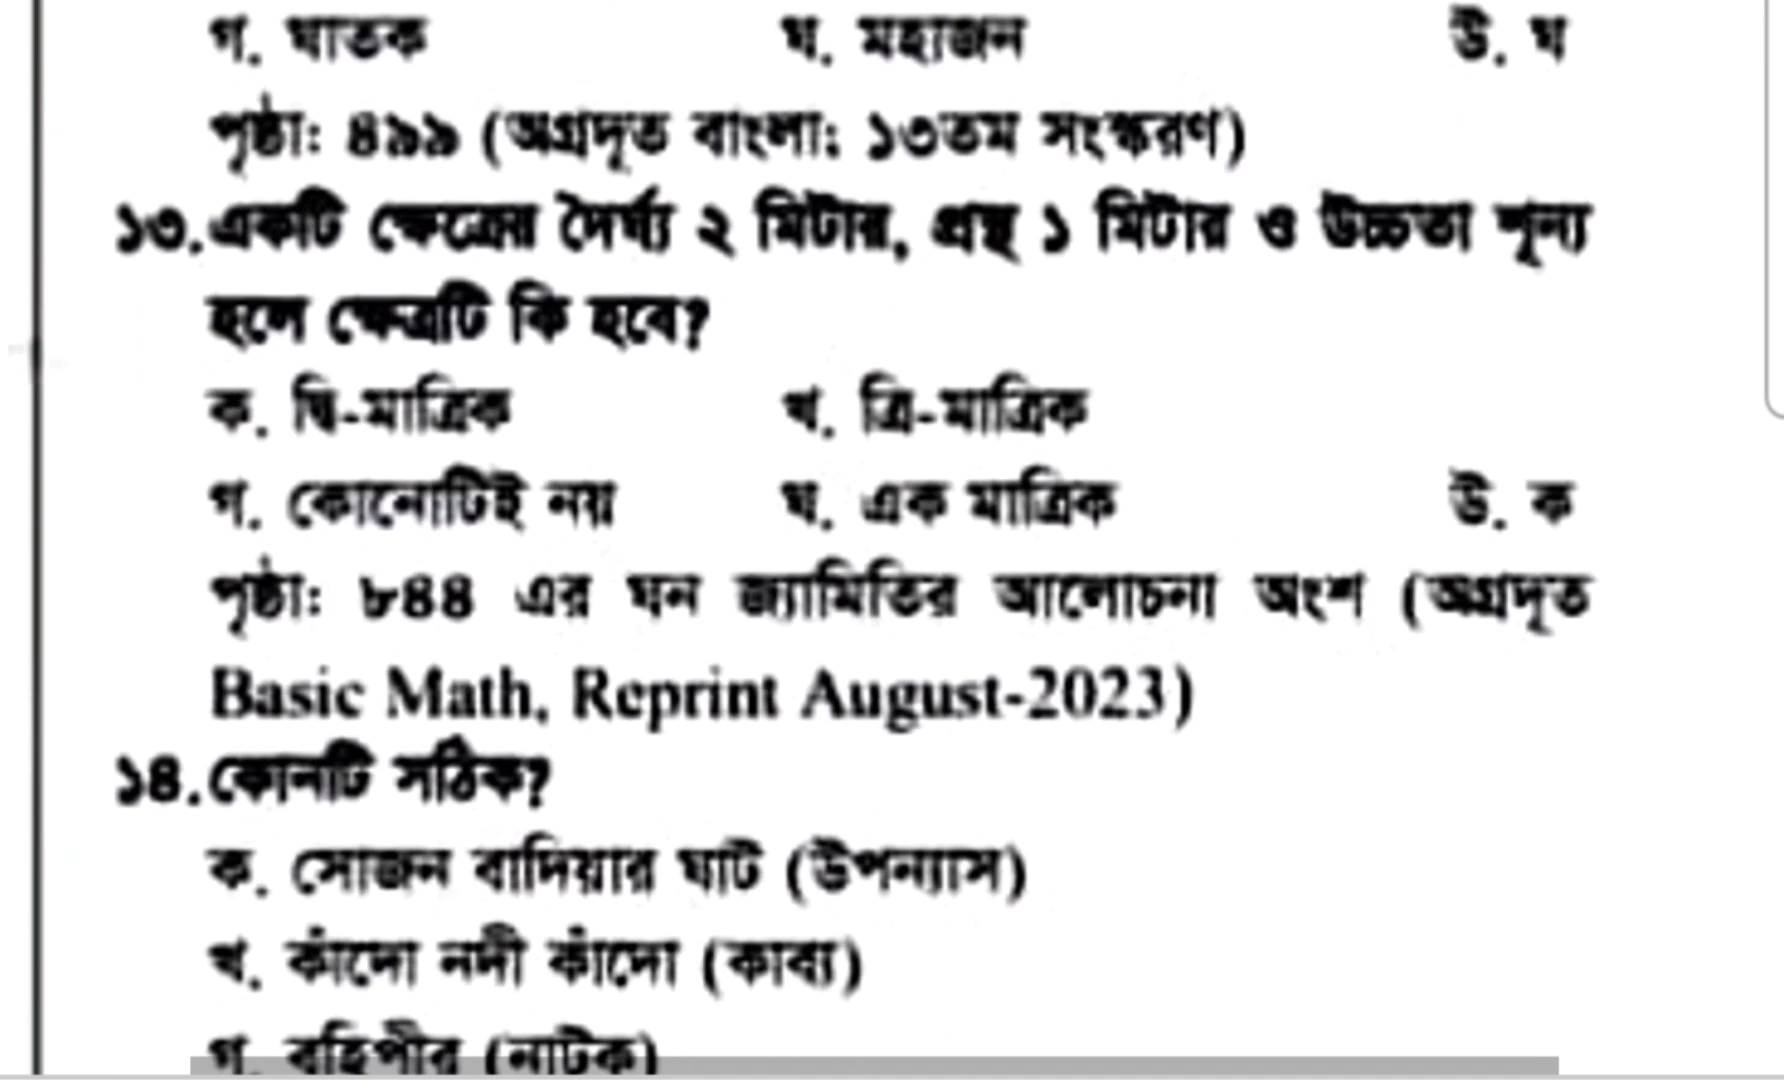 গ. ঘাতক ঘ. মহাজন উ. ঘ
পৃষ্ঠা: ৪৯৯ (অগ্রদূত বাংলা; ১৩তম সংস্করণ)
১৩. একটি ক্ষেত্রের দৈর্ঘ্য ২ মিটার, প্রস্থ ১ মিটার ও উচ্চতা শূন্য
হলে ক্ষেত্রটি কি হবে?
ক. দ্বি-মাত্রিক খ. ত্রি-মাত্রিক
গ. কোনোটিই নয় ঘ. এক মাত্রিক উ. ক
পৃষ্ঠা: ৮৪৪ এর ঘন জ্যামিতির আলোচনা অংশ (অগ্রদূত
Basic Math, Reprint August-2023)
১৪. কোনটি সঠিক?
ক. সোজন বাদিয়ার ঘাট (উপন্যাস)
খ. কাঁদো নদী কাঁদো (কাব্য)
গ. বহিপীর (নাটক)